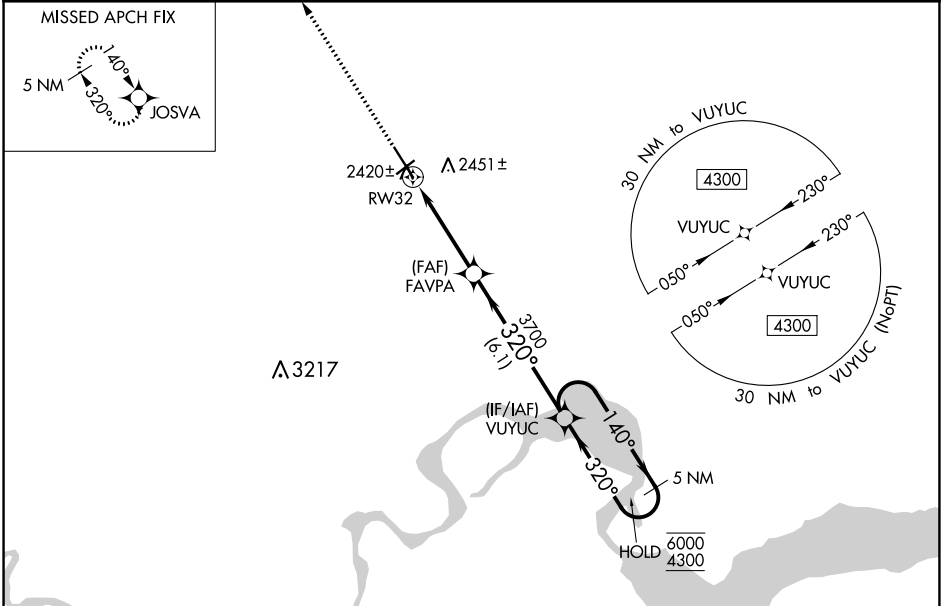 MISSED APCH FIX
140°
5 NM
320°
JOSVA
2420±
2451±
RW32
(FAF)
FAVPA
3700
320°
(6.1)
3217
(IF/IAF)
VUYUC
140°
320°
5 NM
HOLD
6000
4300
30 NM to VUYUC
4300
230°
VUYUC
050°
230°
VUYUC
050°
4300
30 NM to VUYUC (NoPT)